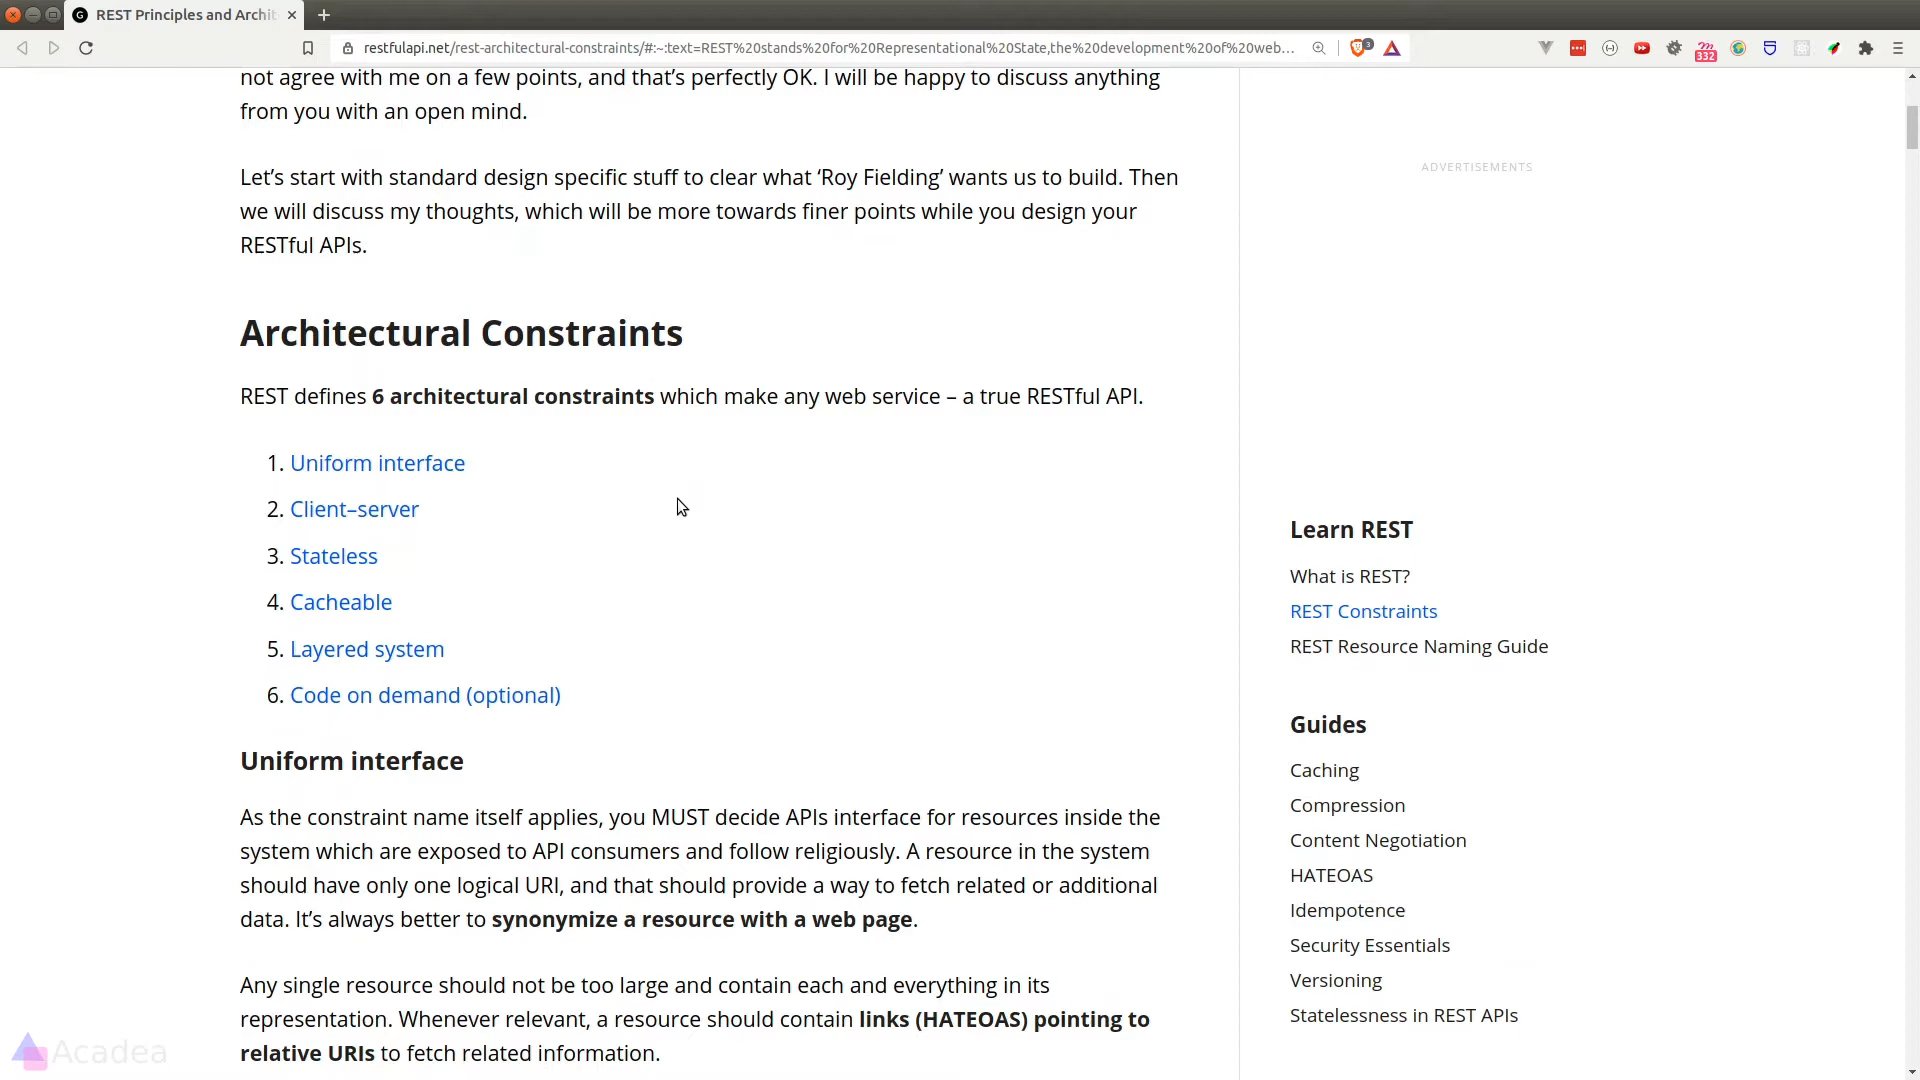 REST Principles and Archit
restfulapi.net/rest-architectural-constraints/#:~:text=REST%20stands%20for%20Representational%20State,the%20development%20of%20web...
3
332
not agree with me on a few points, and that’s perfectly OK. I will be happy to discuss anything
from you with an open mind.
Let’s start with standard design specific stuff to clear what ‘Roy Fielding’ wants us to build. Then
we will discuss my thoughts, which will be more towards finer points while you design your
RESTful APIs.
Architectural Constraints
REST defines 6 architectural constraints which make any web service – a true RESTful API.
1. Uniform interface
2. Client–server
3. Stateless
4. Cacheable
5. Layered system
6. Code on demand (optional)
Uniform interface
As the constraint name itself applies, you MUST decide APIs interface for resources inside the
system which are exposed to API consumers and follow religiously. A resource in the system
should have only one logical URI, and that should provide a way to fetch related or additional
data. It’s always better to synonymize a resource with a web page.
Any single resource should not be too large and contain each and everything in its
representation. Whenever relevant, a resource should contain links (HATEOAS) pointing to
relative URIs to fetch related information.
ADVERTISEMENTS
Learn REST
What is REST?
REST Constraints
REST Resource Naming Guide
Guides
Caching
Compression
Content Negotiation
HATEOAS
Idempotence
Security Essentials
Versioning
Statelessness in REST APIs
Acadea